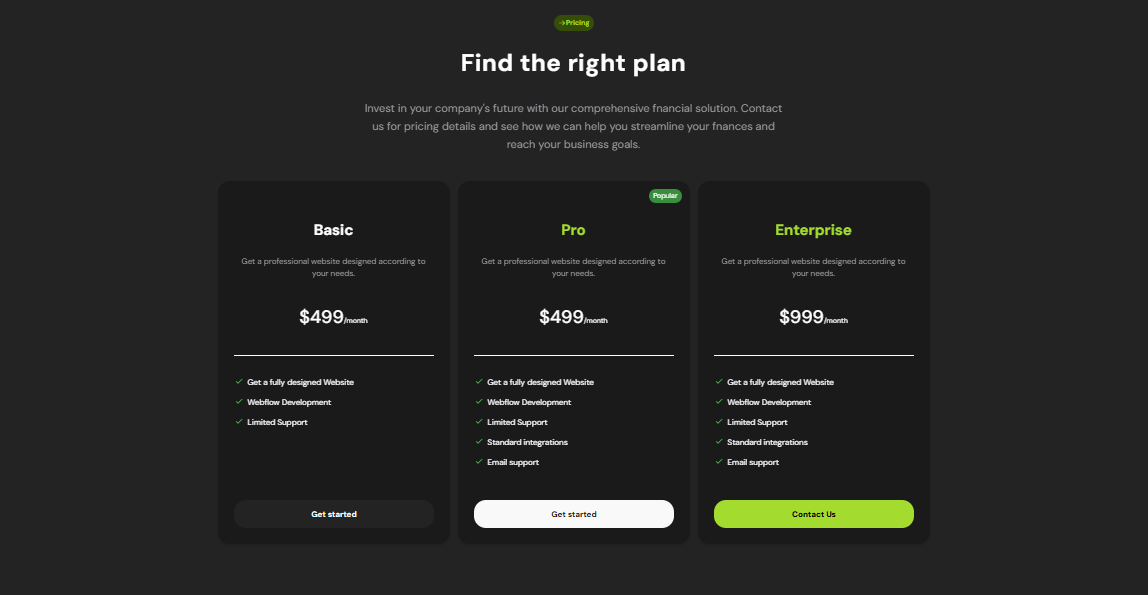 →Pricing
Find the right plan
Invest in your company's future with our comprehensive fnancial solution. Contact
us for pricing details and see how we can help you streamline your fnances and
reach your business goals.
Basic
Get a professional website designed according to
your needs.
$499/month
Get a fully designed Website
Webflow Development
Limited Support
Get started
Popular
Pro
Get a professional website designed according to
your needs.
$499/month
Get a fully designed Website
Webflow Development
Limited Support
Standard integrations
Email support
Get started
Enterprise
Get a professional website designed according to
your needs.
$999/month
Get a fully designed Website
Webflow Development
Limited Support
Standard integrations
Email support
Contact Us